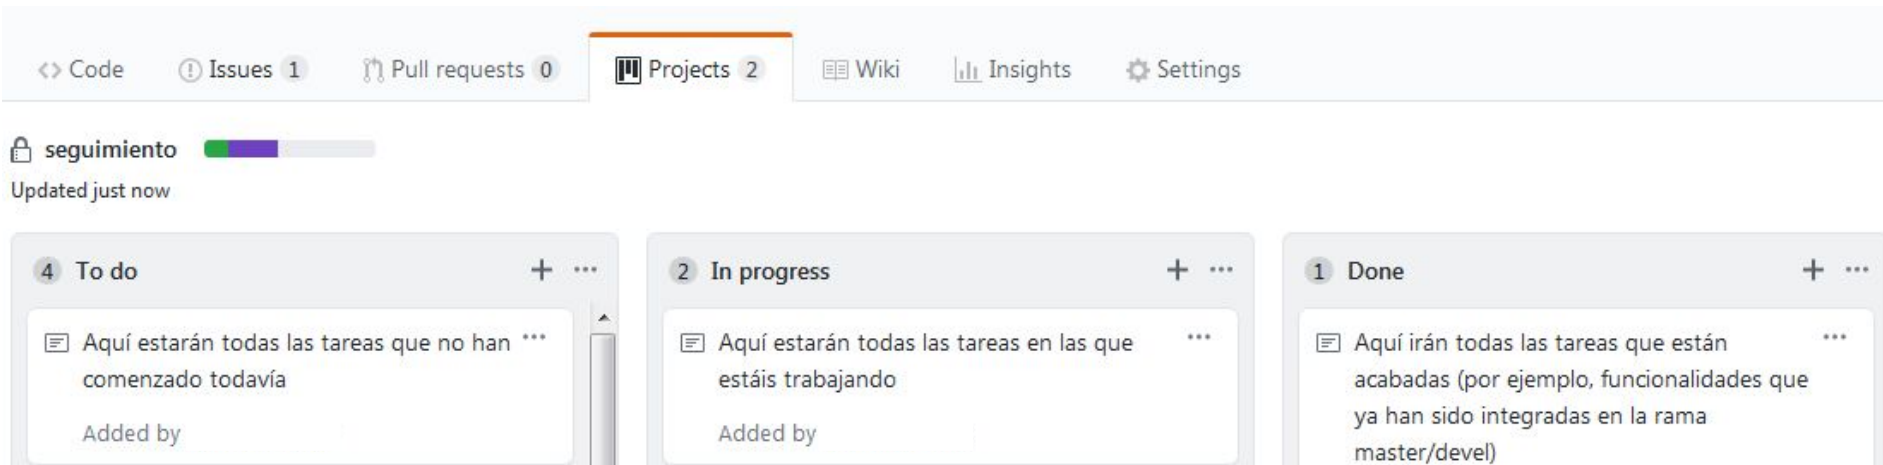 <> Code Issues 1 Pull requests 0 Projects 2 Wiki Insights Settings
seguimiento
Updated just now
4 To do
Aquí estarán todas las tareas que no han
comenzado todavía
Added by
2 In progress
Aquí estarán todas las tareas en las que
estáis trabajando
Added by
1 Done
Aquí irán todas las tareas que están
acabadas (por ejemplo, funcionalidades que
ya han sido integradas en la rama
master/devel)